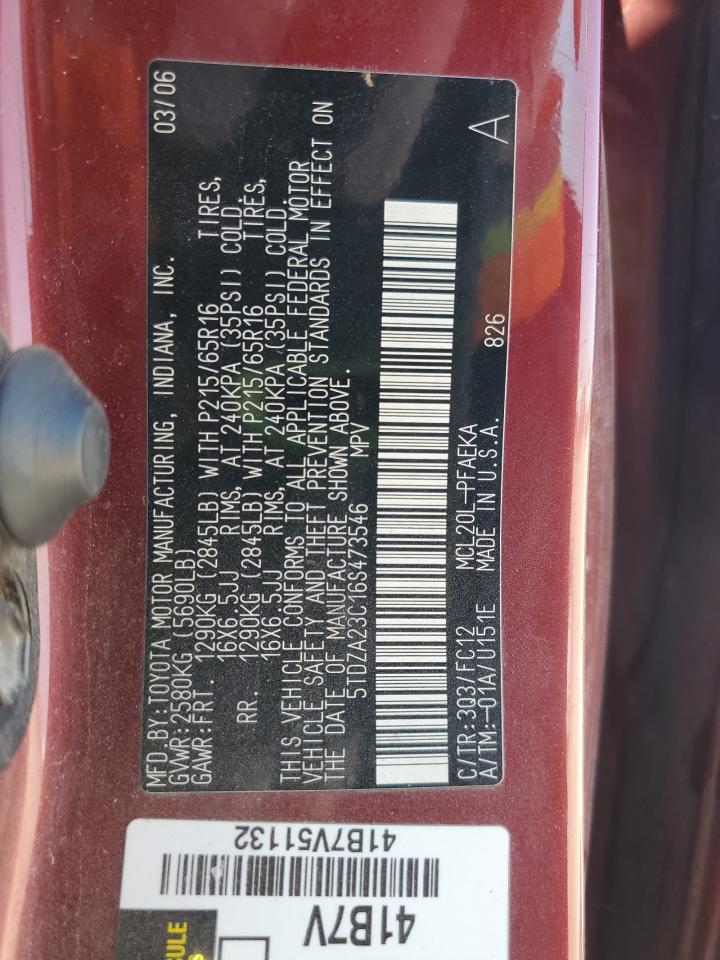 MFD.BY:TOYOTA MOTOR MANUFACTURING, INDIANA, INC. 03/06
GVWR:2580KG (5690LB)
GAWR:FRT. 1290KG (2845LB) WITH P215/65R16 TIRES,
16X6.5JJ RIMS, AT 240KPA (35PSI) COLD.
RR. 1290KG (2845LB) WITH P215/65R16 TIRES,
16X6.5JJ RIMS, AT 240KPA (35PSI) COLD.
THIS VEHICLE CONFORMS TO ALL APPLICABLE FEDERAL MOTOR
VEHICLE SAFETY AND THEFT PREVENTION STANDARDS IN EFFECT ON
THE DATE OF MANUFACTURE SHOWN ABOVE.
5TDZA23C16S473546 MPV
A
C/TR:3Q3/FC12 MCL20L-PFAEKA 826
A/TM:-01A/U151E MADE IN U.S.A.
41B7V51132
41B7V